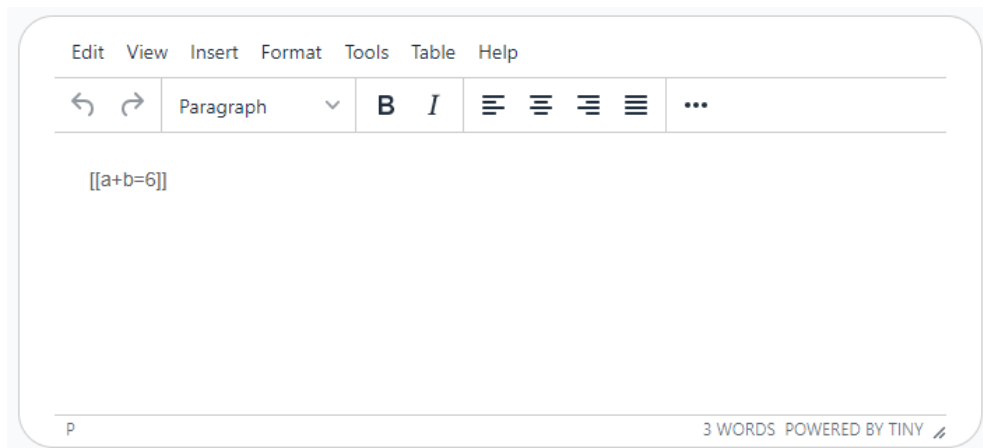 Edit View Insert Format Tools Table Help
Paragraph B I ...
[[a+b=6]]
P 3 WORDS POWERED BY TINY